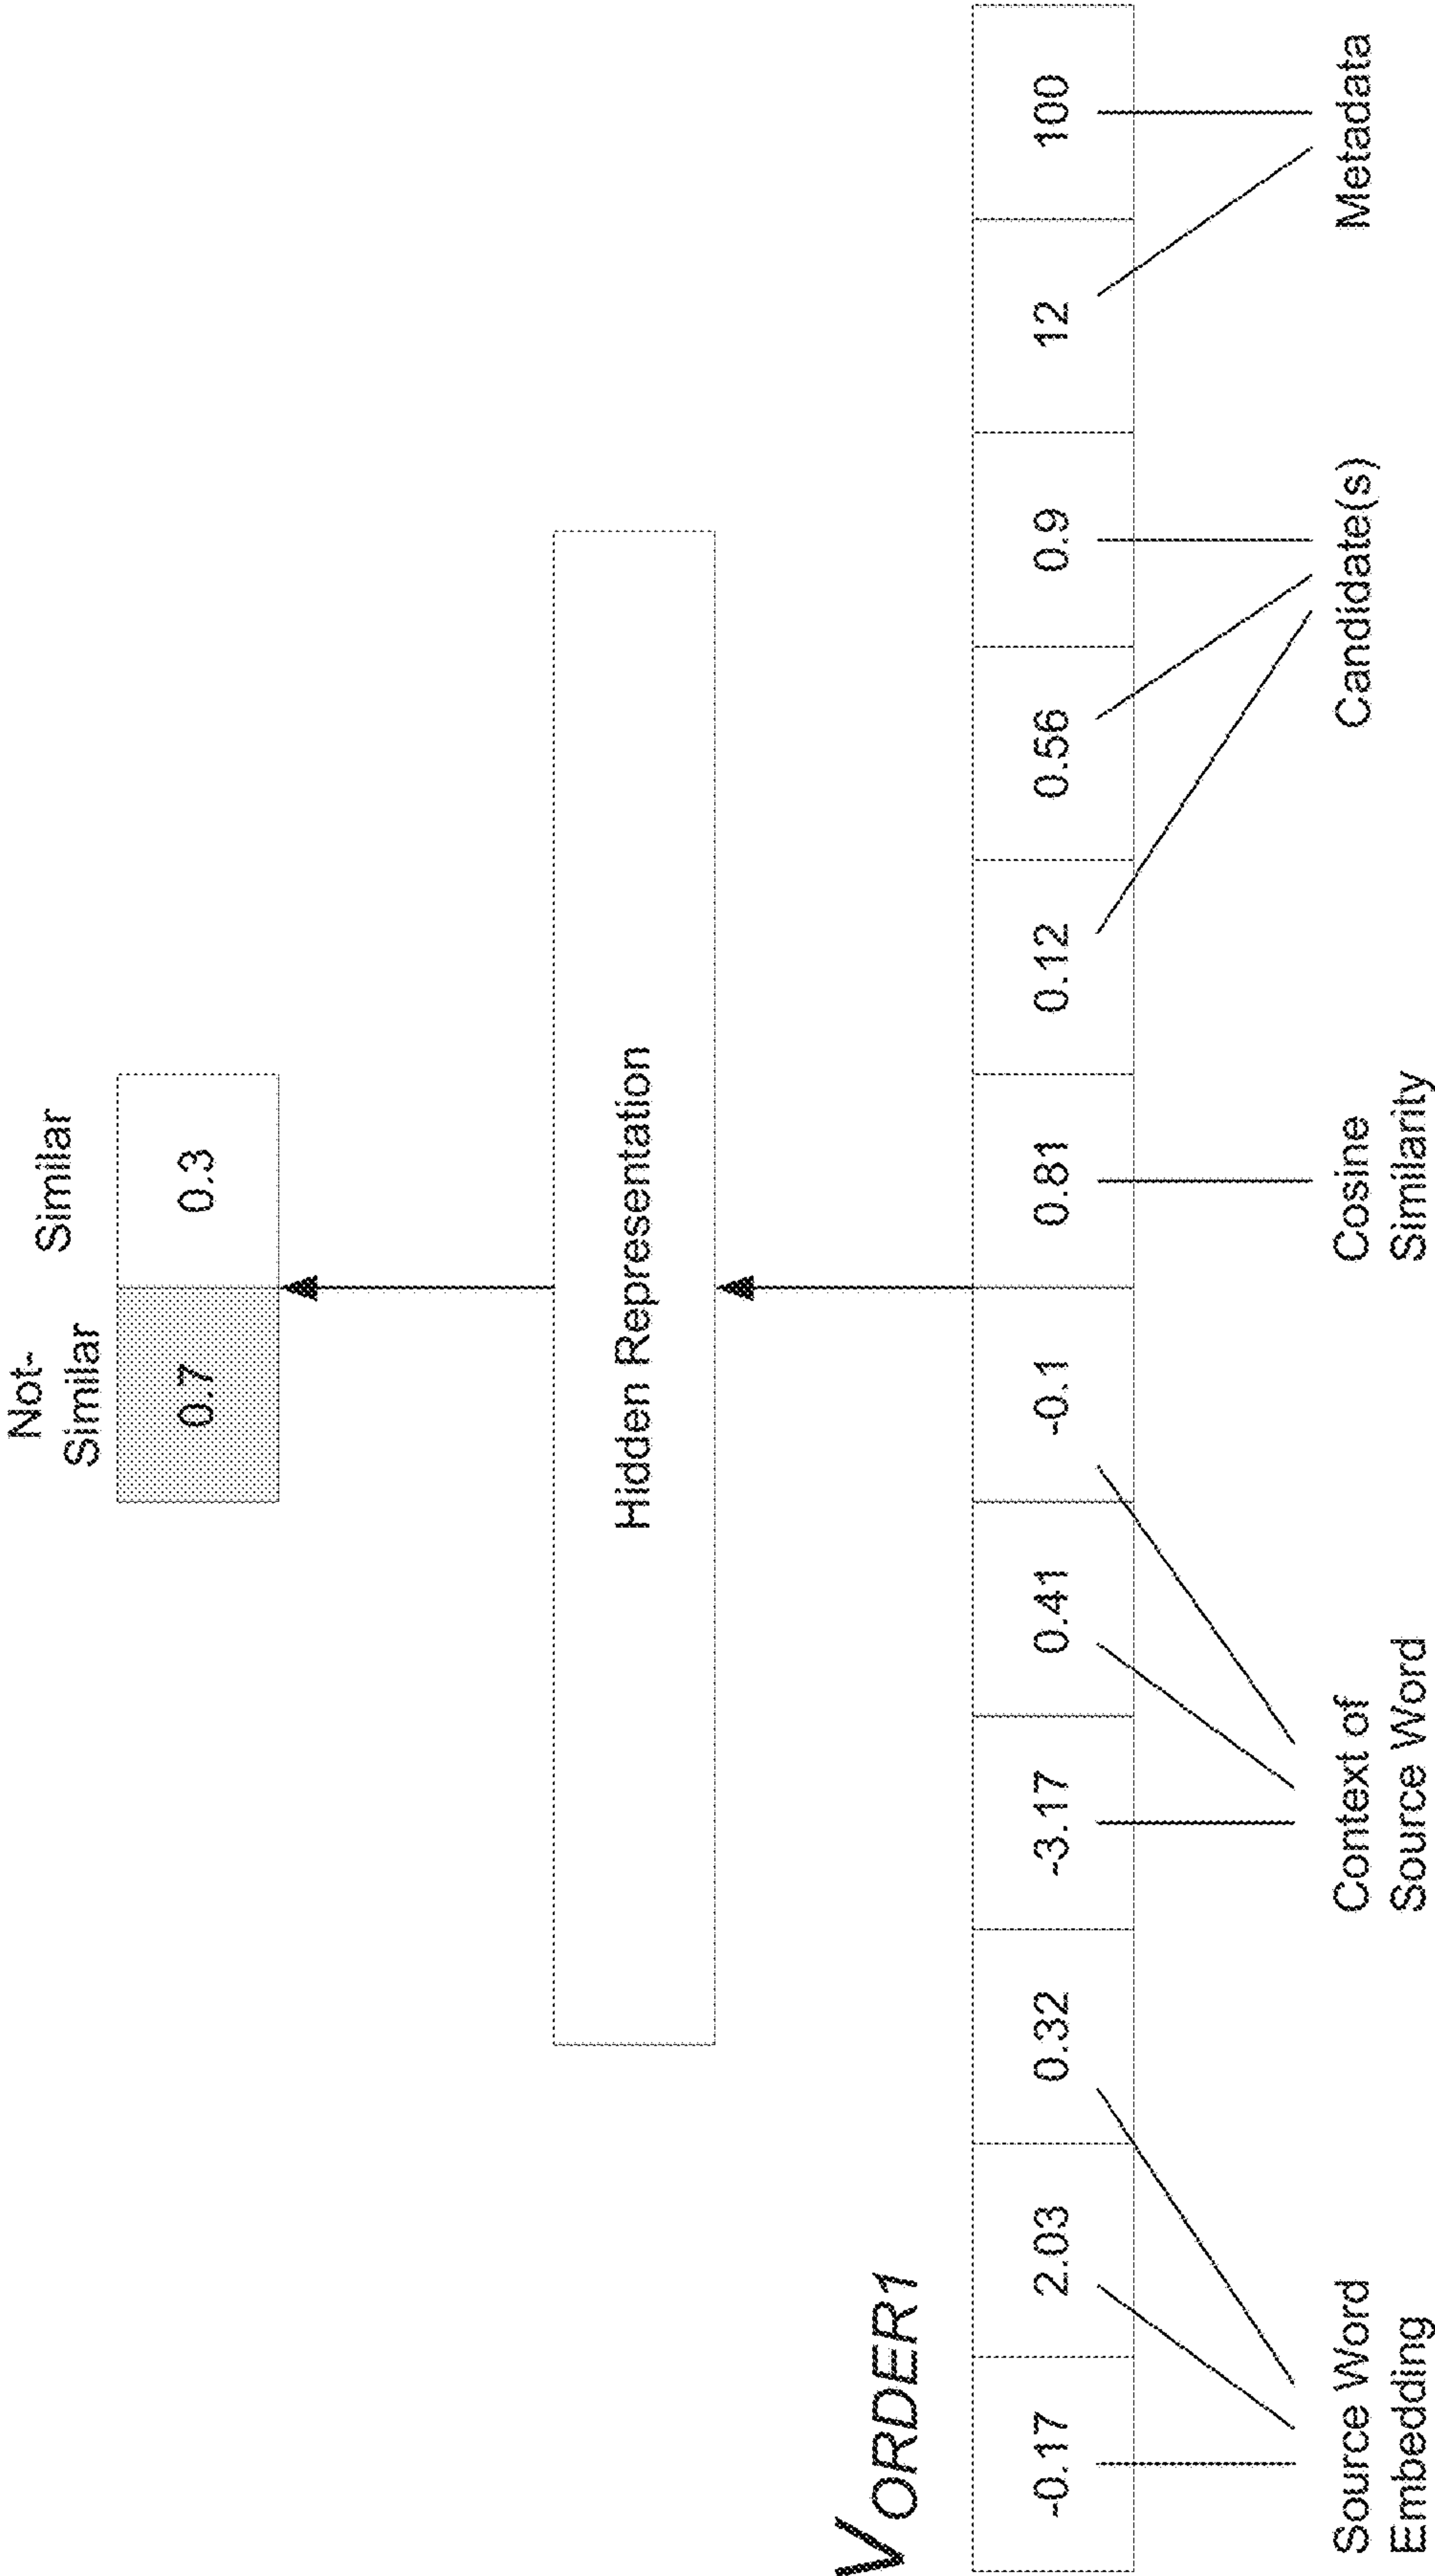 Not-
Similar
Similar
0.7
0.3
Hidden Representation
VORDER1
-0.17
2.03
0.32
-3.17
0.41
-0.1
0.81
0.12
0.56
0.9
12
100
Source Word
Embedding
Context of
Source Word
Cosine
Similarity
Candidate(s)
Metadata